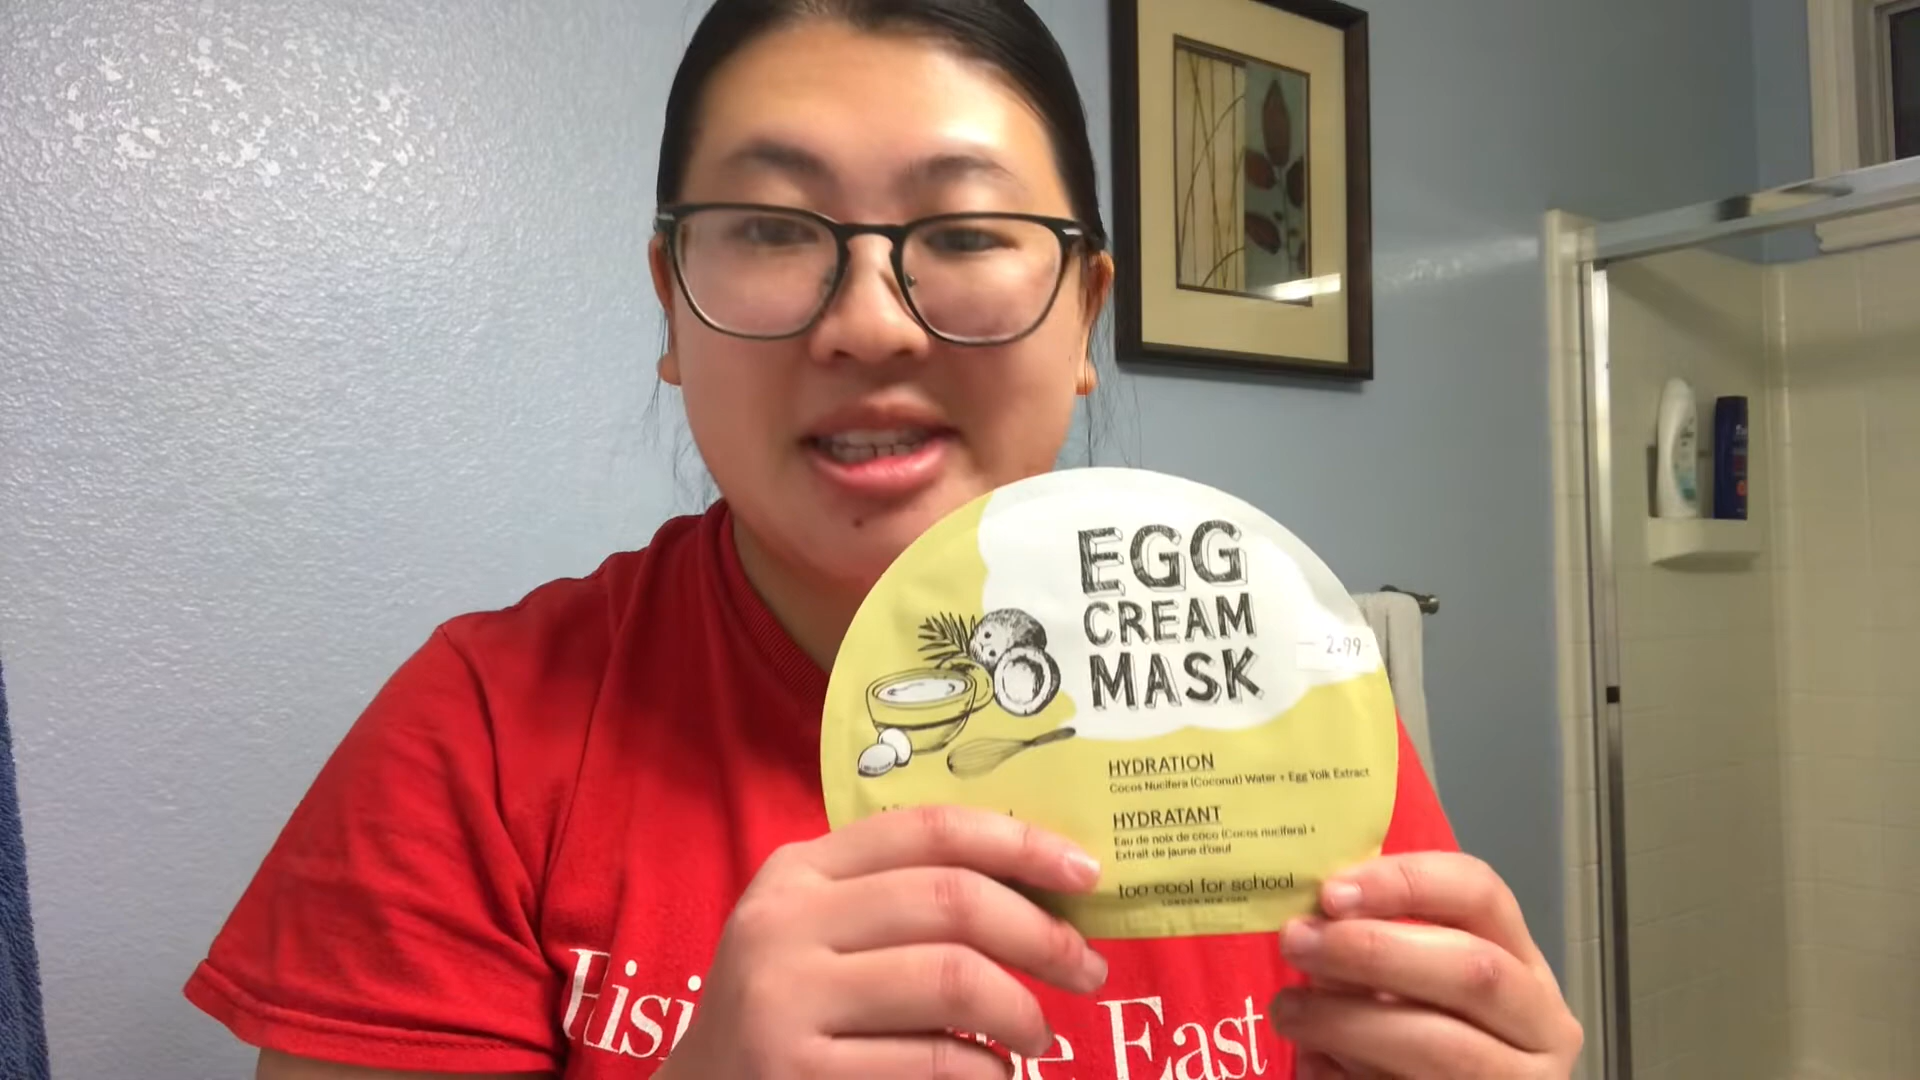 EGG
CREAM
MASK
2.99
HYDRATION
Cocos Nucifera (Coconut) Water + Egg Yolk Extract
HYDRATANT
Eau de noix de coco (Cocos nucifera) +
Extrait de jaune d'oeuf
too cool for school
LONDON NEW YORK
East